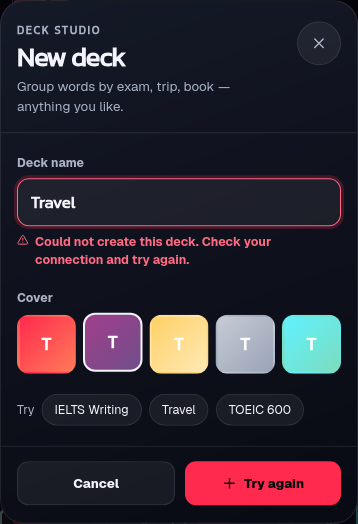 DECK STUDIO
New deck
Group words by exam, trip, book —
anything you like.
Deck name
Travel
Could not create this deck. Check your
connection and try again.
Cover
T T T T T
Try IELTS Writing Travel TOEIC 600
Cancel + Try again